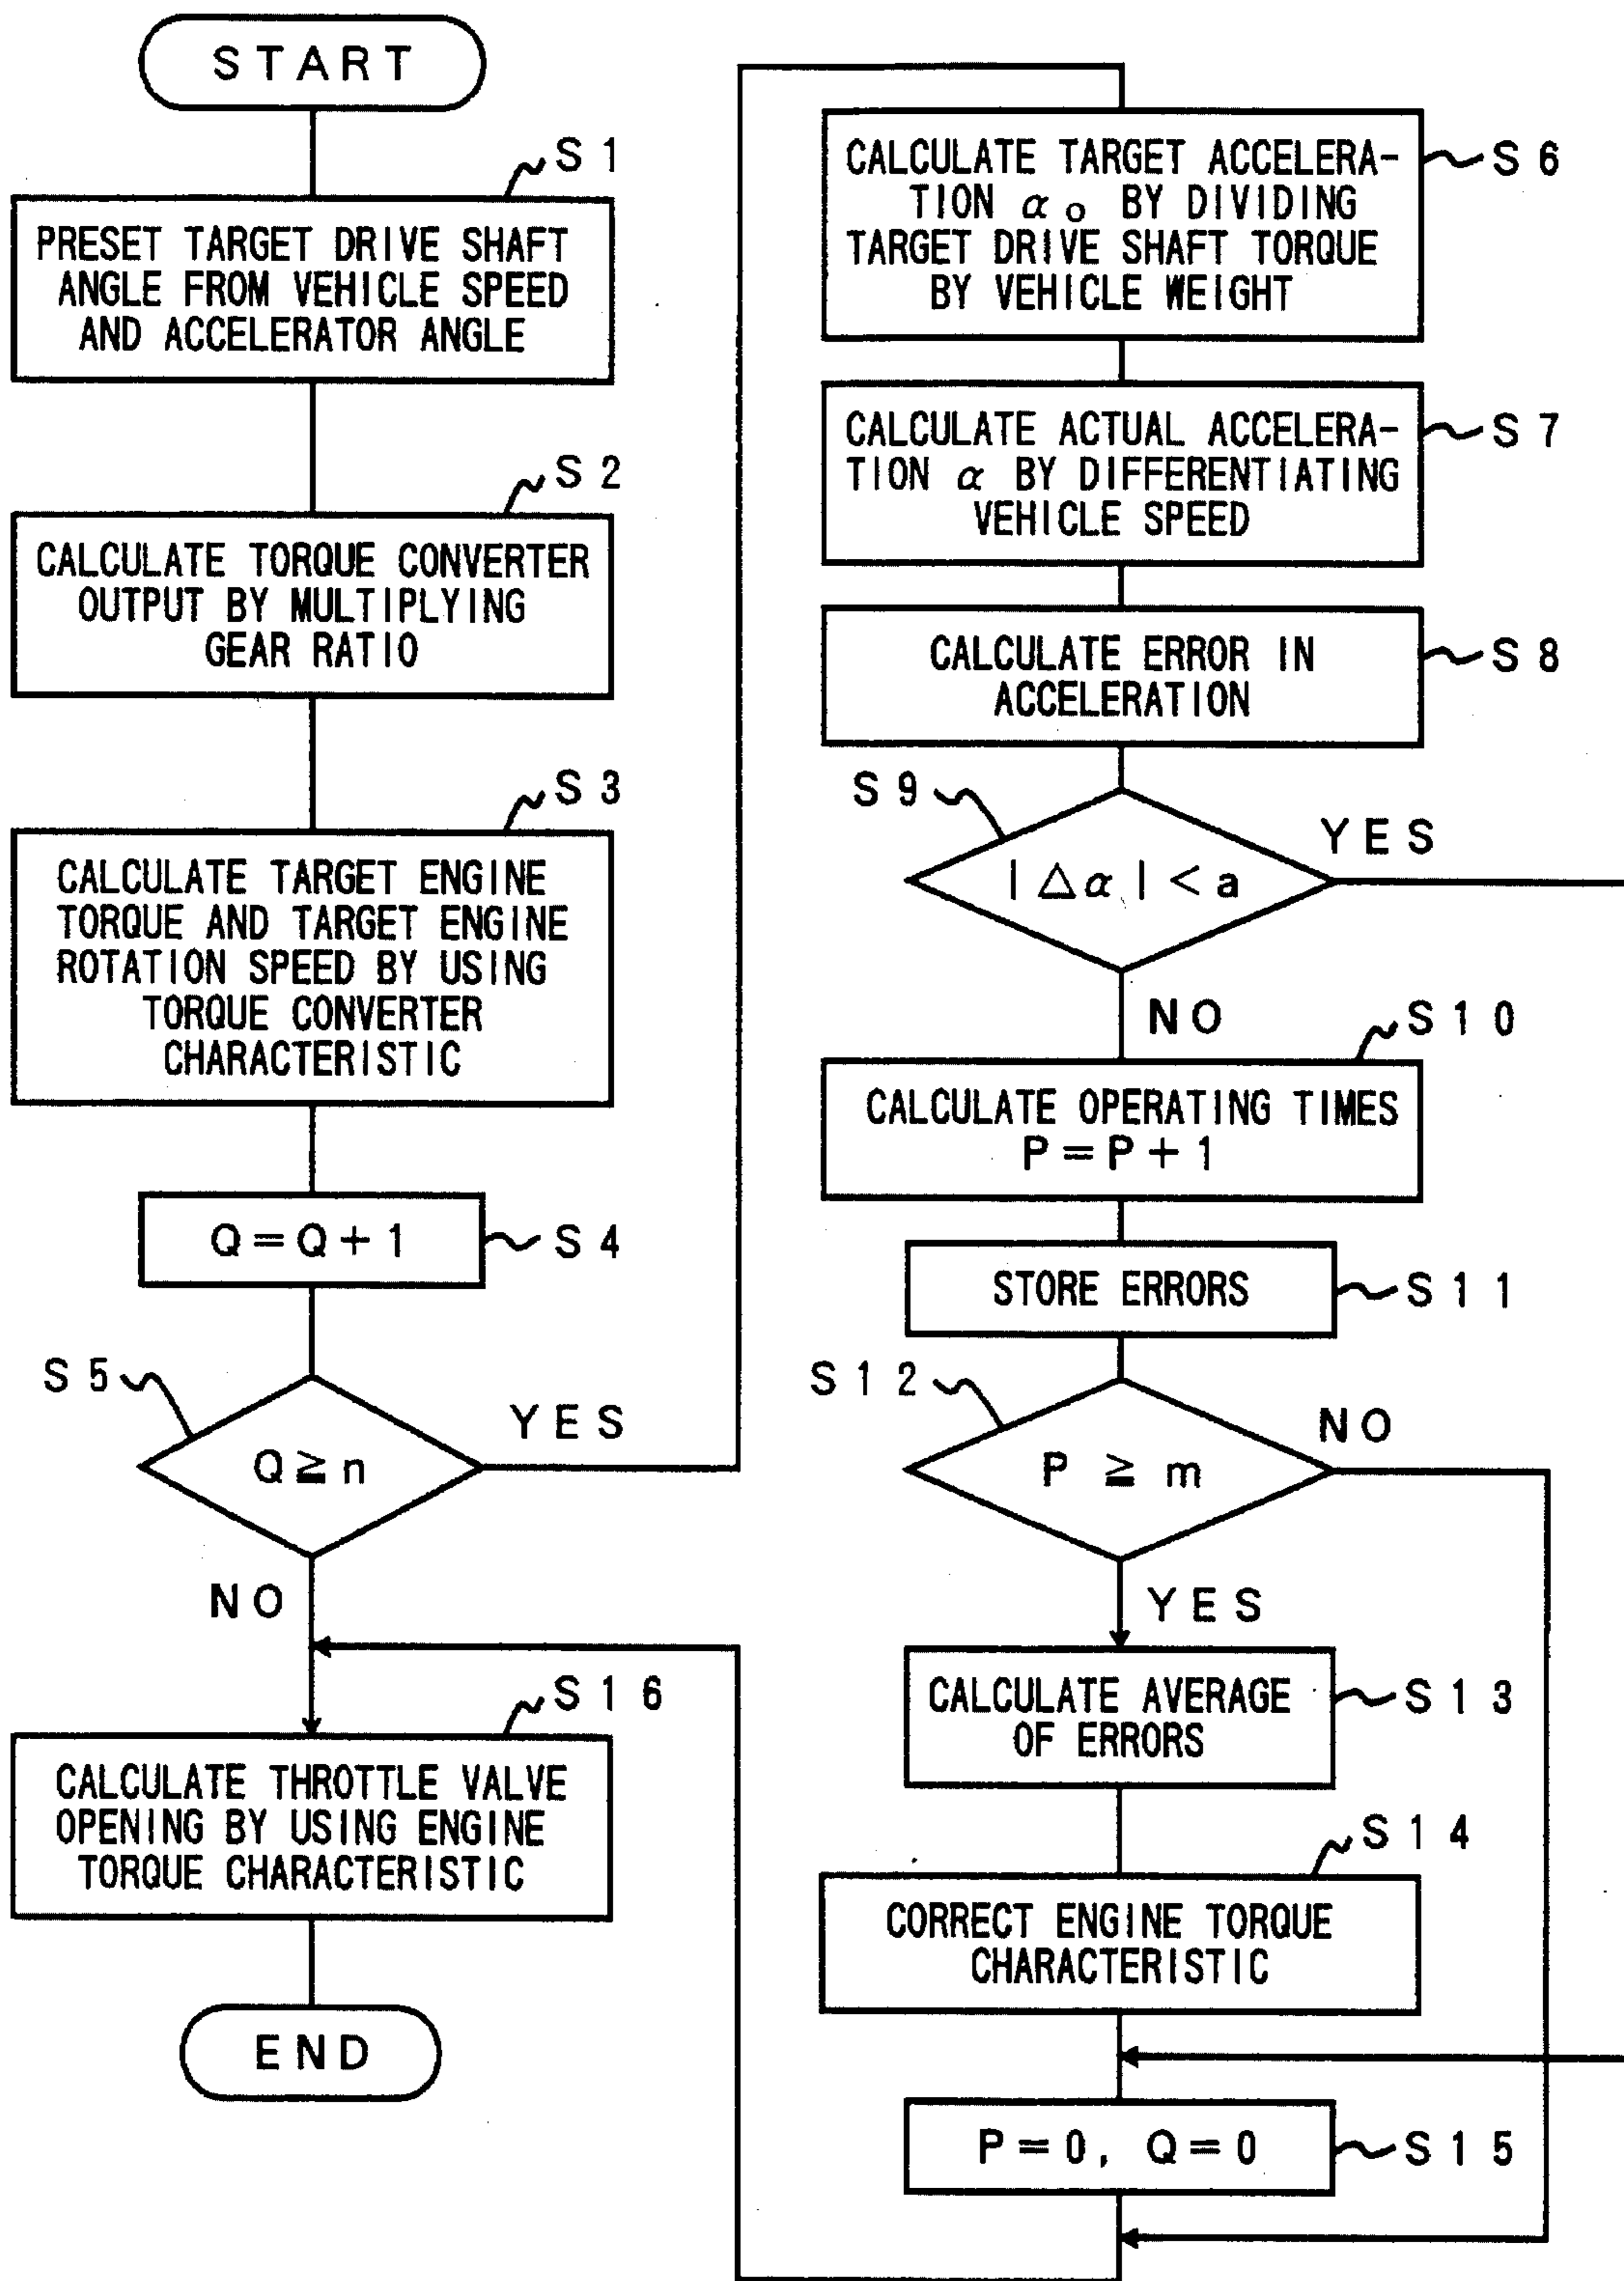 START
S1
PRESET TARGET DRIVE SHAFT
ANGLE FROM VEHICLE SPEED
AND ACCELERATOR ANGLE
S2
CALCULATE TORQUE CONVERTER
OUTPUT BY MULTIPLYING
GEAR RATIO
S3
CALCULATE TARGET ENGINE
TORQUE AND TARGET ENGINE
ROTATION SPEED BY USING
TORQUE CONVERTER
CHARACTERISTIC
Q=Q+1
S4
S5
Q≧n
YES
NO
S16
CALCULATE THROTTLE VALVE
OPENING BY USING ENGINE
TORQUE CHARACTERISTIC
END
CALCULATE TARGET ACCELERA-
TION α₀ BY DIVIDING
TARGET DRIVE SHAFT TORQUE
BY VEHICLE WEIGHT
S6
CALCULATE ACTUAL ACCELERA-
TION α BY DIFFERENTIATING
VEHICLE SPEED
S7
CALCULATE ERROR IN
ACCELERATION
S8
S9
|△α|<a
YES
NO
S10
CALCULATE OPERATING TIMES
P=P+1
STORE ERRORS
S11
S12
P ≧ m
NO
YES
CALCULATE AVERAGE
OF ERRORS
S13
S14
CORRECT ENGINE TORQUE
CHARACTERISTIC
P=0, Q=0
S15